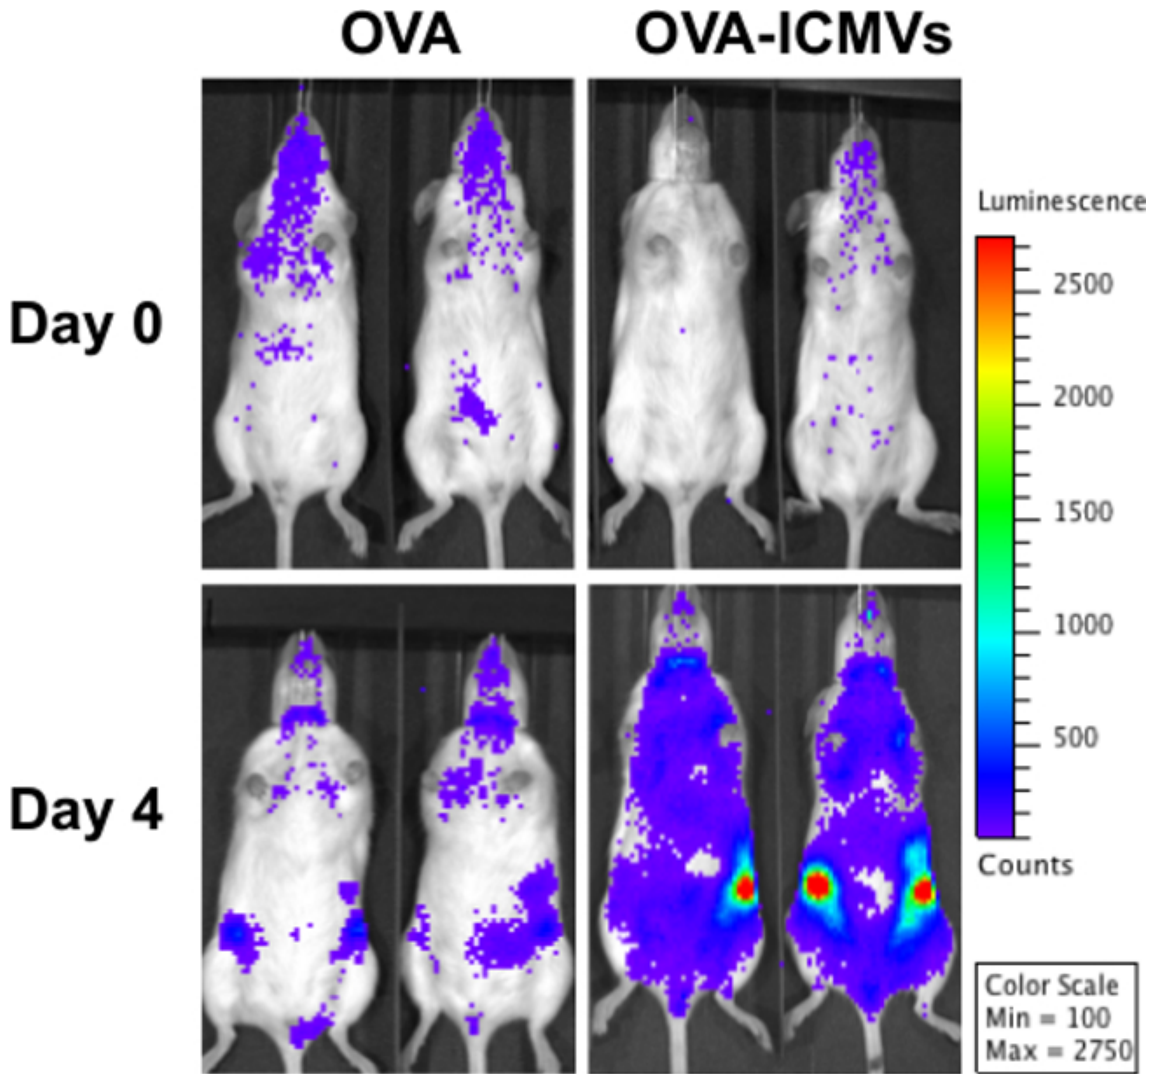 OVA OVA-ICMVs
Day 0
Day 4
Luminescence
2500
2000
1500
1000
500
Counts
Color Scale
Min = 100
Max = 2750